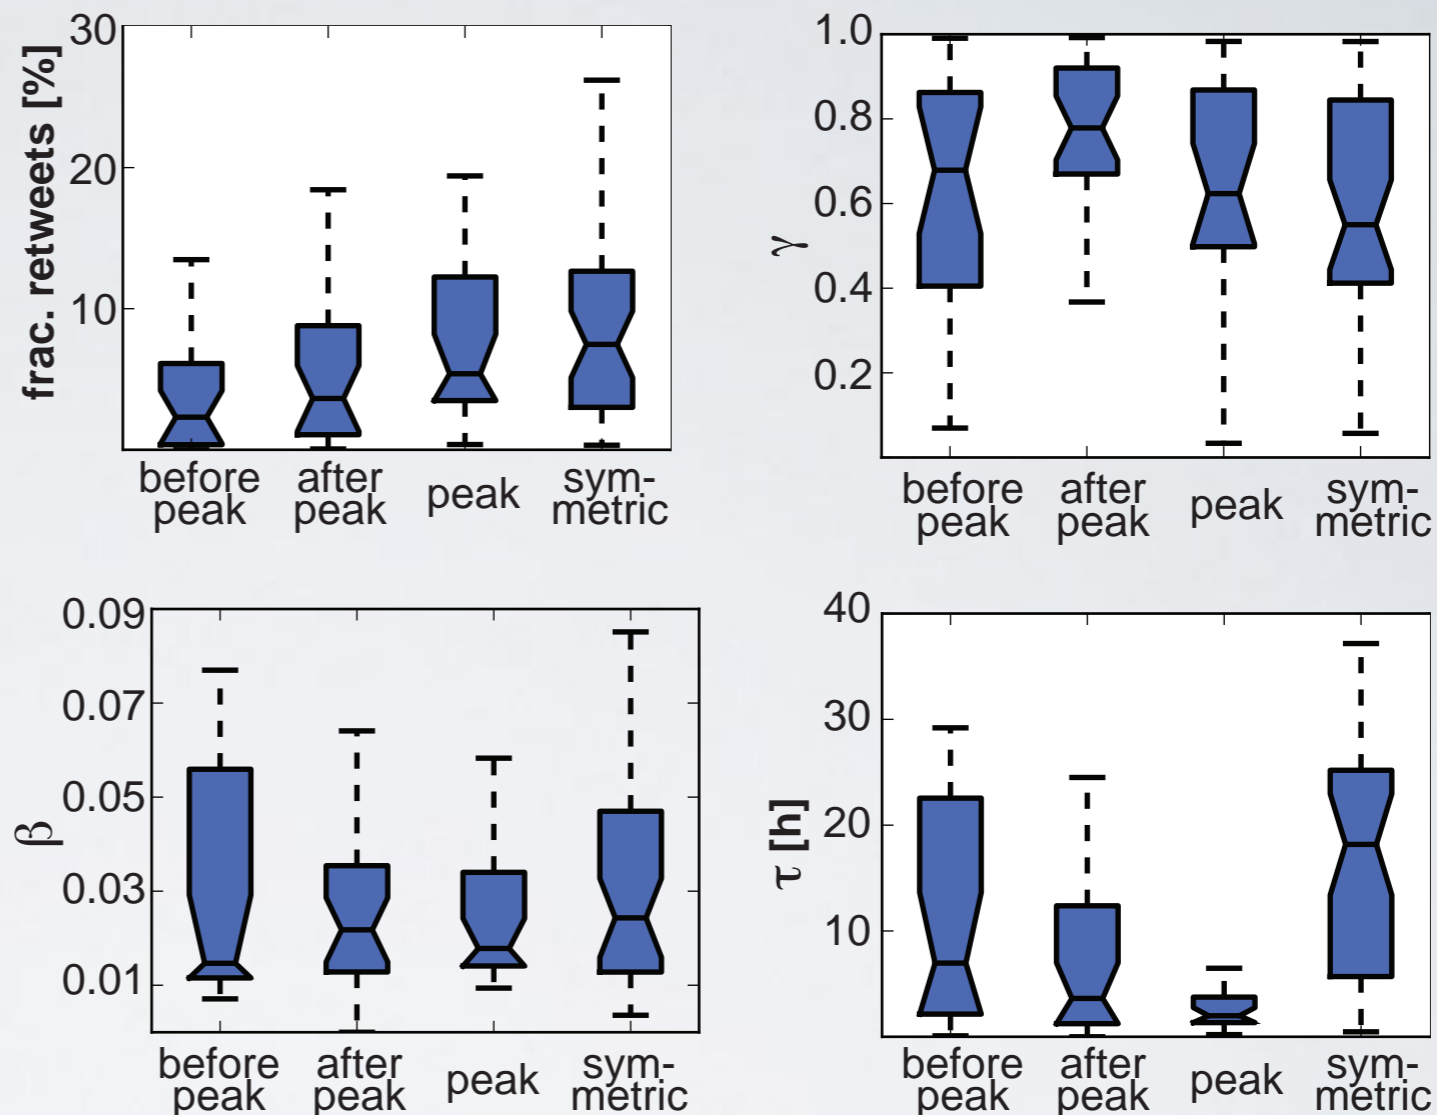 frac. retweets [%]
30
20
10
before
peak
after
peak
peak
sym-
metric
γ
1.0
0.8
0.6
0.4
0.2
before
peak
after
peak
peak
sym-
metric
β
0.09
0.07
0.05
0.03
0.01
before
peak
after
peak
peak
sym-
metric
τ [h]
40
30
20
10
before
peak
after
peak
peak
sym-
metric